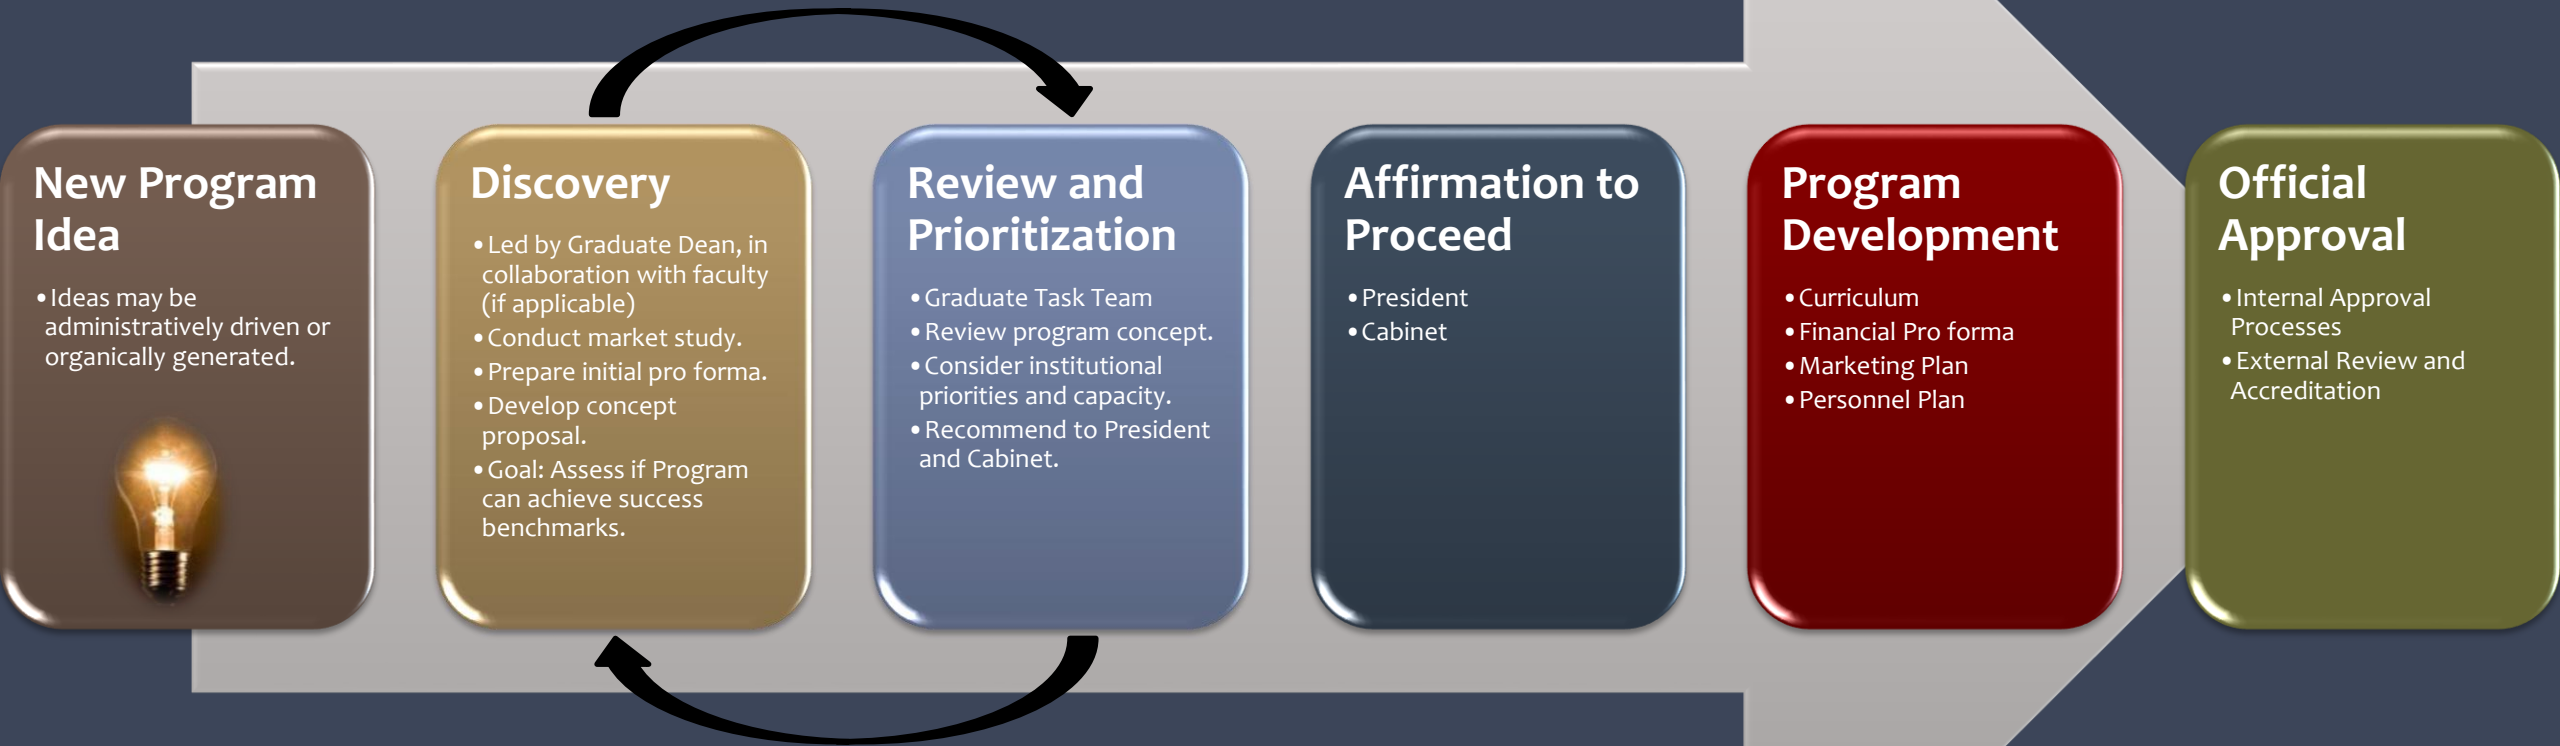 New Program
Idea
•Ideas may be
administratively driven or
organically generated.
Discovery
•Led by Graduate Dean, in
collaboration with faculty
(if applicable)
•Conduct market study.
•Prepare initial pro forma.
•Develop concept
proposal.
•Goal: Assess if Program
can achieve success
benchmarks.
Review and
Prioritization
•Graduate Task Team
•Review program concept.
•Consider institutional
priorities and capacity.
•Recommend to President
and Cabinet.
Affirmation to
Proceed
•President
•Cabinet
Program
Development
•Curriculum
•Financial Pro forma
•Marketing Plan
•Personnel Plan
Official
Approval
•Internal Approval
Processes
•External Review and
Accreditation